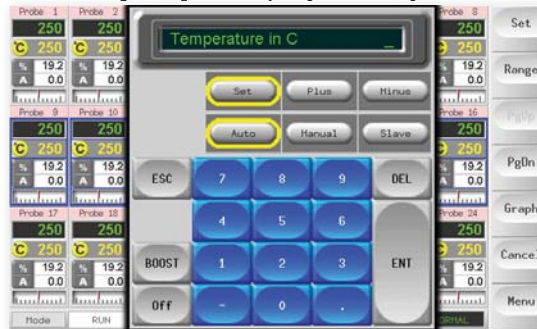 Probe 1 Probe 2 Probe 8
250 250 250
°C 250 °C 250 250
% 19.2 % 19.2 % 19.2
A 0.0 A 0.0 A 0.0
Probe 9 Probe 10 Probe 16
250 250 250
°C 250 °C 250 250
% 19.2 % 19.2 % 19.2
A 0.0 A 0.0 A 0.0
Probe 17 Probe 18 Probe 24
250 250 250
°C 250 °C 250 250
% 19.2 % 19.2 % 19.2
A 0.0 A 0.0 A 0.0
Mode RUN
Temperature in C _
Set Plus Minus
Auto Manual Slave
ESC 7 8 9 DEL
4 5 6
BOOST 1 2 3 ENT
Off - 0 .
Set
Range
PgUp
PgDn
Graph
Cancel
Menu